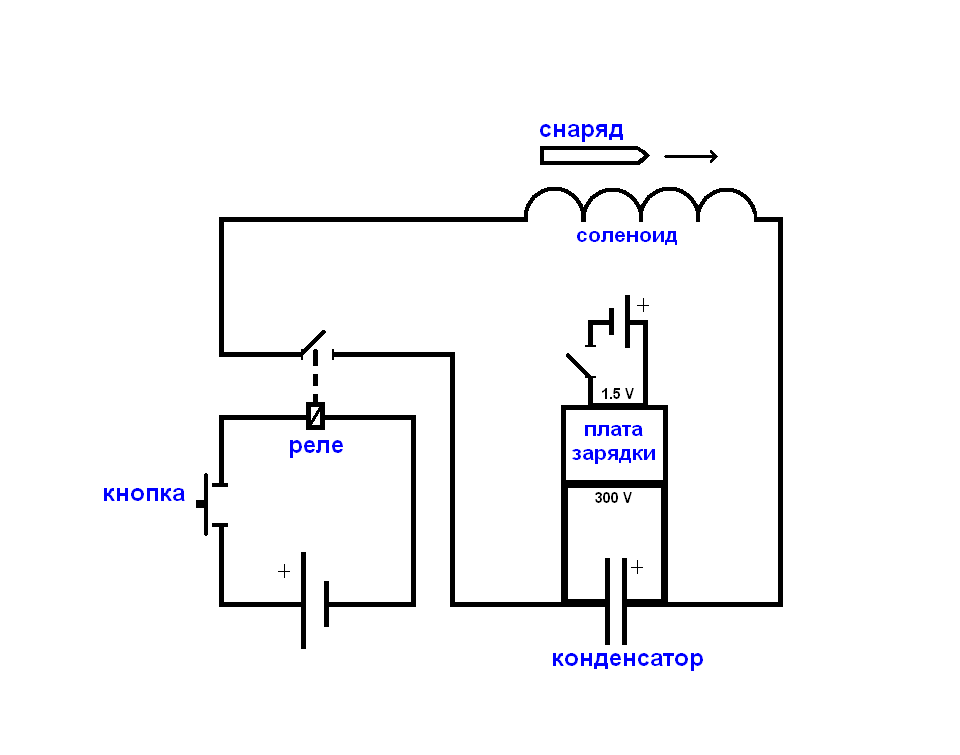 снаряд
соленоид
+
1.5 V
плата
зарядки
реле
кнопка
300 V
+
+
конденсатор